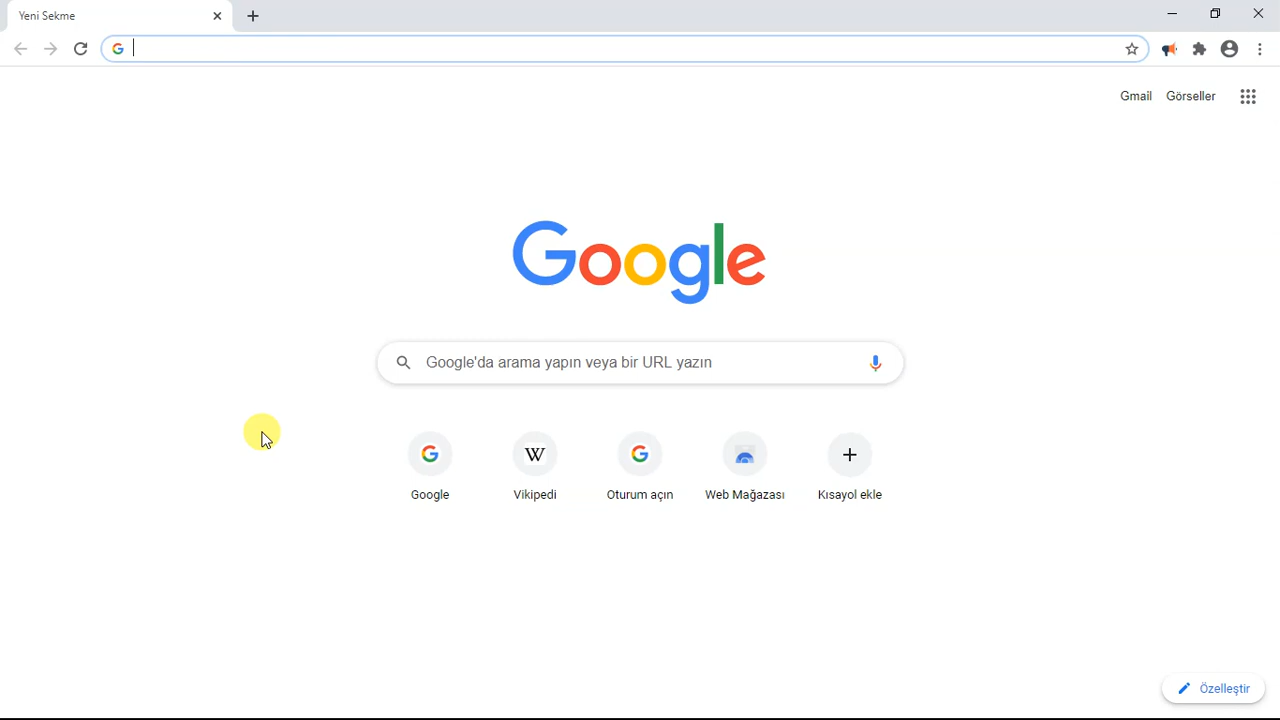 Yeni Sekme
Gmail Görseller
Google
Google'da arama yapın veya bir URL yazın
W
Google Vikipedi Oturum açın Web Mağazası Kısayol ekle
Özelleştir